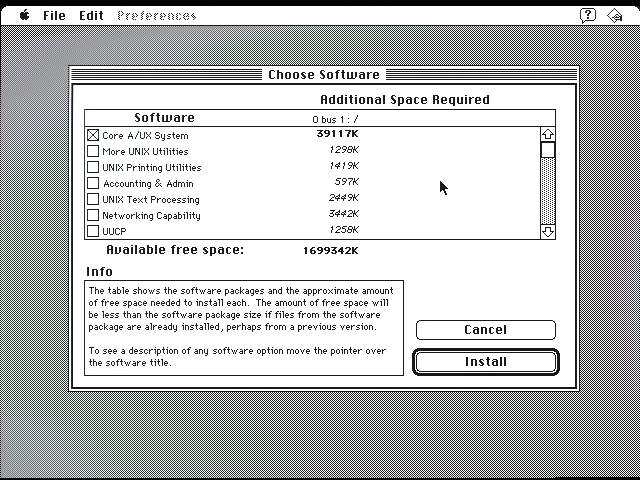 File Edit Preferences
Choose Software
Additional Space Required
Software 0 bus 1 : /
Core A/UX System 39117K
More UNIX Utilities 1298K
UNIX Printing Utilities 1419K
Accounting & Admin 597K
UNIX Text Processing 2449K
Networking Capability 3442K
UUCP 1258K
Available free space: 1699342K
Info
The table shows the software packages and the approximate amount
of free space needed to install each. The amount of free space will
be less than the software package size if files from the software
package are already installed, perhaps from a previous version.
To see a description of any software option move the pointer over
the software title.
Cancel
Install